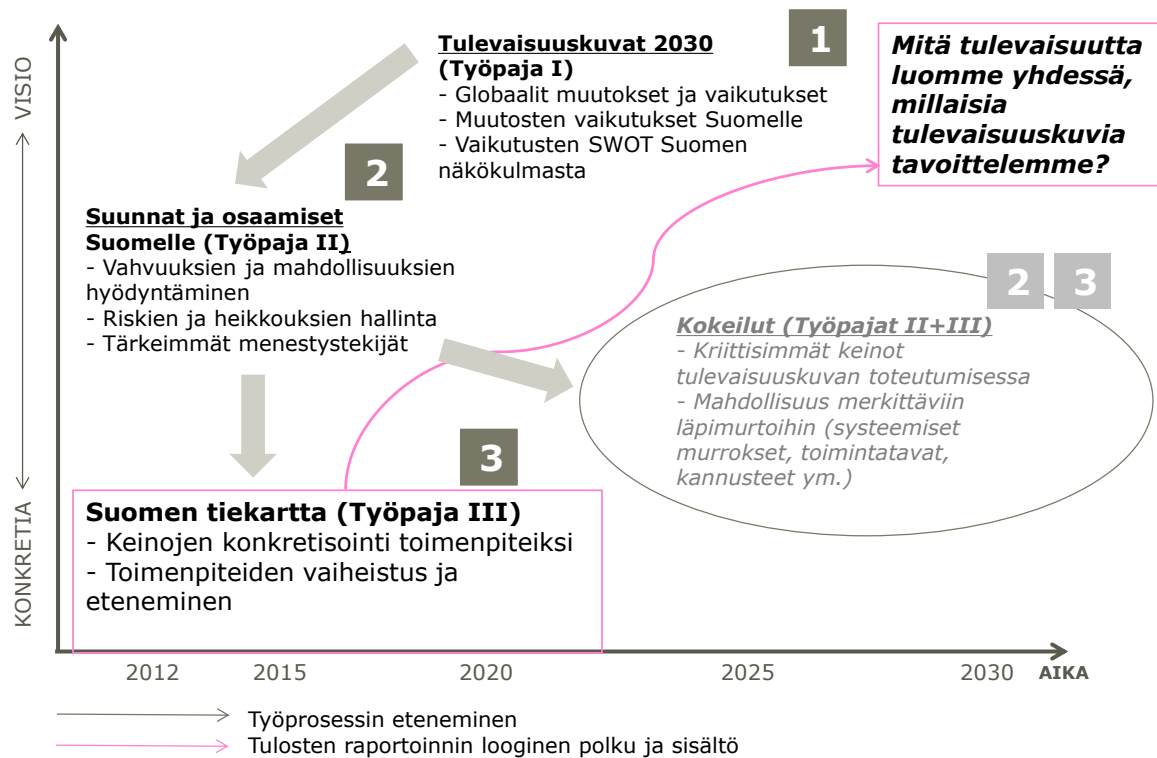 VISIO
KONKRETIA
1
Tulevaisuuskuvat 2030
(Työpaja I)
- Globaalit muutokset ja vaikutukset
- Muutosten vaikutukset Suomelle
- Vaikutusten SWOT Suomen
näkökulmasta
Mitä tulevaisuutta
luomme yhdessä,
millaisia
tulevaisuuskuvia
tavoittelemme?
2
Suunnat ja osaamiset
Suomelle (Työpaja II)
- Vahvuuksien ja mahdollisuuksien
hyödyntäminen
- Riskien ja heikkouksien hallinta
- Tärkeimmät menestystekijät
2 3
Kokeilut (Työpajat II+III)
- Kriittisimmät keinot
tulevaisuuskuvan toteutumisessa
- Mahdollisuus merkittäviin
läpimurtoihin (systeemiset
murrokset, toimintatavat,
kannusteet ym.)
3
Suomen tiekartta (Työpaja III)
- Keinojen konkretisointi toimenpiteiksi
- Toimenpiteiden vaiheistus ja
eteneminen
2012 2015 2020 2025 2030 AIKA
Työprosessin eteneminen
Tulosten raportoinnin looginen polku ja sisältö